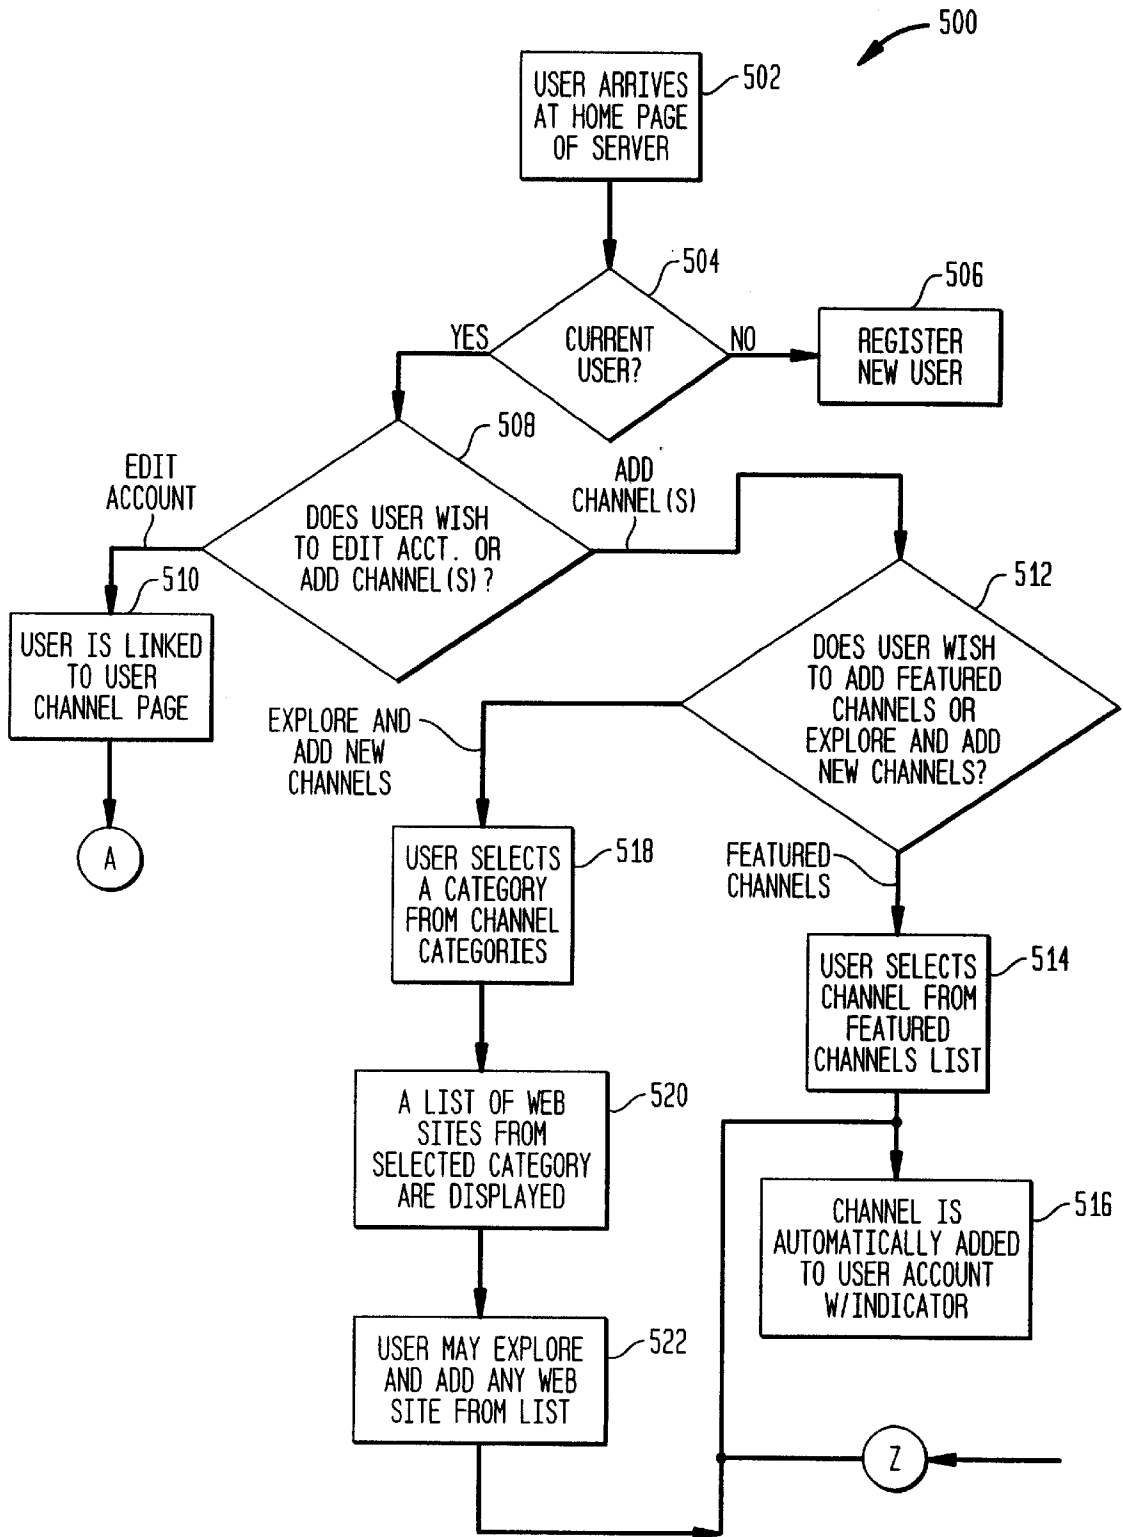 500
USER ARRIVES
AT HOME PAGE
OF SERVER
502
504
CURRENT
USER?
YES
NO
506
REGISTER
NEW USER
508
DOES USER WISH
TO EDIT ACCT. OR
ADD CHANNEL(S)?
EDIT
ACCOUNT
ADD
CHANNEL(S)
510
USER IS LINKED
TO USER
CHANNEL PAGE
A
512
DOES USER WISH
TO ADD FEATURED
CHANNELS OR
EXPLORE AND ADD
NEW CHANNELS?
EXPLORE AND
ADD NEW
CHANNELS
FEATURED
CHANNELS
518
USER SELECTS
A CATEGORY
FROM CHANNEL
CATEGORIES
514
USER SELECTS
CHANNEL FROM
FEATURED
CHANNELS LIST
520
A LIST OF WEB
SITES FROM
SELECTED CATEGORY
ARE DISPLAYED
516
CHANNEL IS
AUTOMATICALLY ADDED
TO USER ACCOUNT
W/INDICATOR
522
USER MAY EXPLORE
AND ADD ANY WEB
SITE FROM LIST
Z